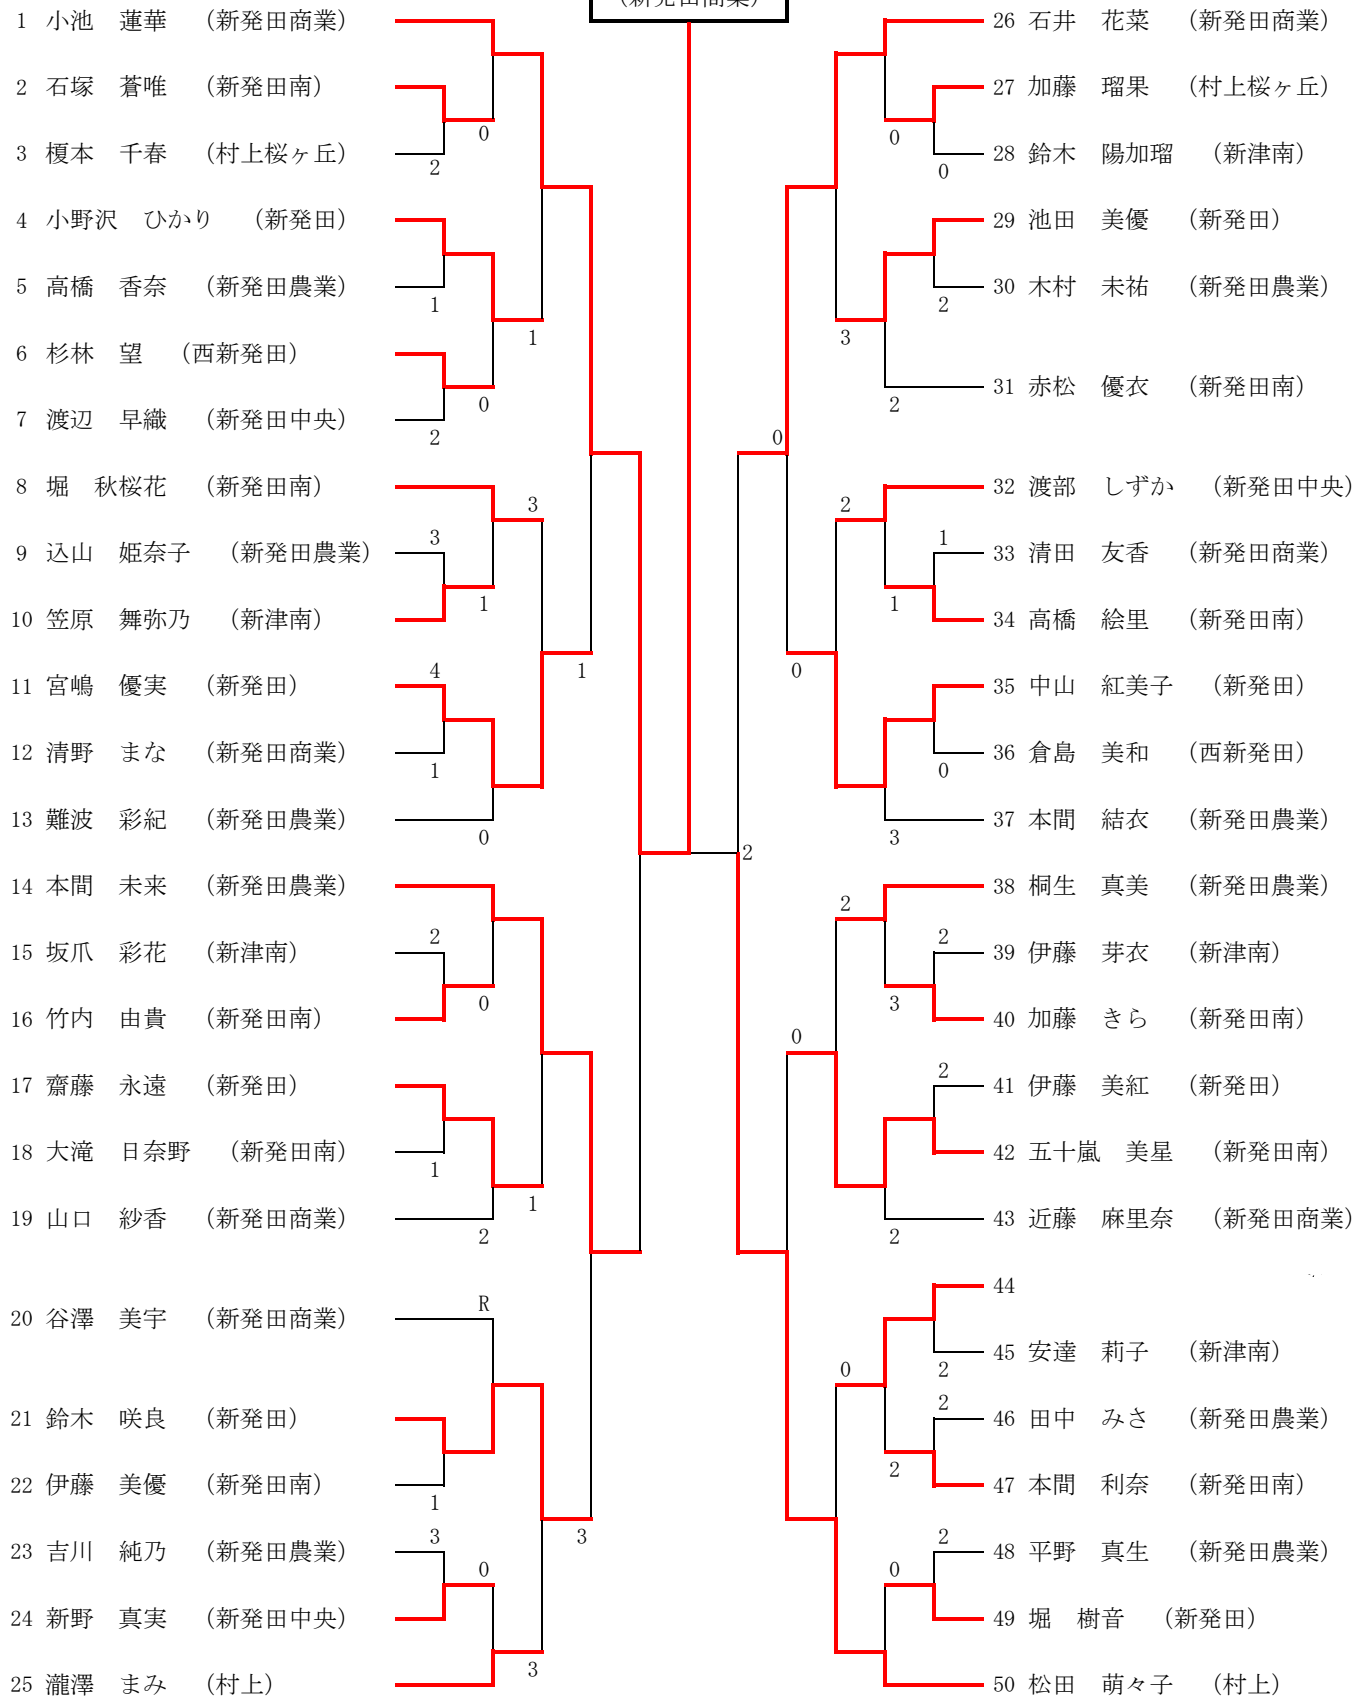 （新発田商業）
1 小池　蓮華　（新発田商業）
2 石塚　蒼唯　（新発田南）
0
3 榎本　千春　（村上桜ヶ丘）
2
4 小野沢　ひかり　（新発田）
5 高橋　香奈　（新発田農業）
1
1
6 杉林　望　（西新発田）
0
7 渡辺　早織　（新発田中央）
2
8 堀　秋桜花　（新発田南）
3
3
9 込山　姫奈子　（新発田農業）
1
10 笠原　舞弥乃　（新津南）
4
1
11 宮嶋　優実　（新発田）
12 清野　まな　（新発田商業）
1
13 難波　彩紀　（新発田農業）
0
14 本間　未来　（新発田農業）
2
15 坂爪　彩花　（新津南）
0
16 竹内　由貴　（新発田南）
17 齋藤　永遠　（新発田）
18 大滝　日奈野　（新発田南）
1
1
19 山口　紗香　（新発田商業）
2
R
20 谷澤　美宇　（新発田商業）
21 鈴木　咲良　（新発田）
22 伊藤　美優　（新発田南）
1
3
3
23 吉川　純乃　（新発田農業）
0
24 新野　真実　（新発田中央）
3
25 瀧澤　まみ　（村上）
2
26 石井　花菜　（新発田商業）
27 加藤　瑠果　（村上桜ヶ丘）
0
28 鈴木　陽加瑠　（新津南）
0
29 池田　美優　（新発田）
30 木村　未祐　（新発田農業）
2
3
31 赤松　優衣　（新発田南）
2
0
32 渡部　しずか　（新発田中央）
2
1
33 清田　友香　（新発田商業）
1
34 高橋　絵里　（新発田南）
0
35 中山　紅美子　（新発田）
36 倉島　美和　（西新発田）
0
37 本間　結衣　（新発田農業）
3
38 桐生　真美　（新発田農業）
2
2
39 伊藤　芽衣　（新津南）
3
40 加藤　きら　（新発田南）
0
2
41 伊藤　美紅　（新発田）
42 五十嵐　美星　（新発田南）
43 近藤　麻里奈　（新発田商業）
2
44
45 安達　莉子　（新津南）
2
0
2
46 田中　みさ　（新発田農業）
2
47 本間　利奈　（新発田南）
2
48 平野　真生　（新発田農業）
0
49 堀　樹音　（新発田）
50 松田　萌々子　（村上）